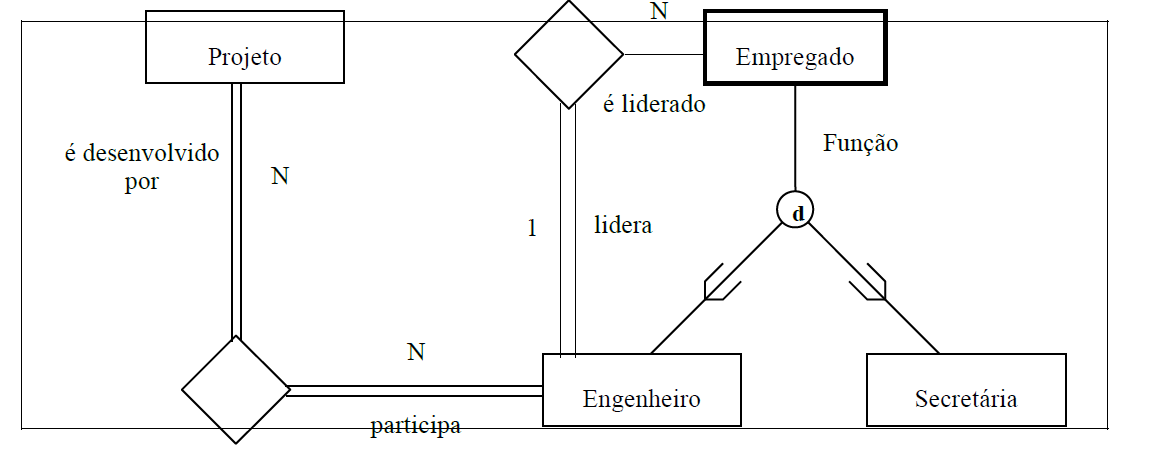 N
Projeto
Empregado
é liderado
Função
é desenvolvido
por
N
d
1
lidera
N
Engenheiro
Secretária
participa